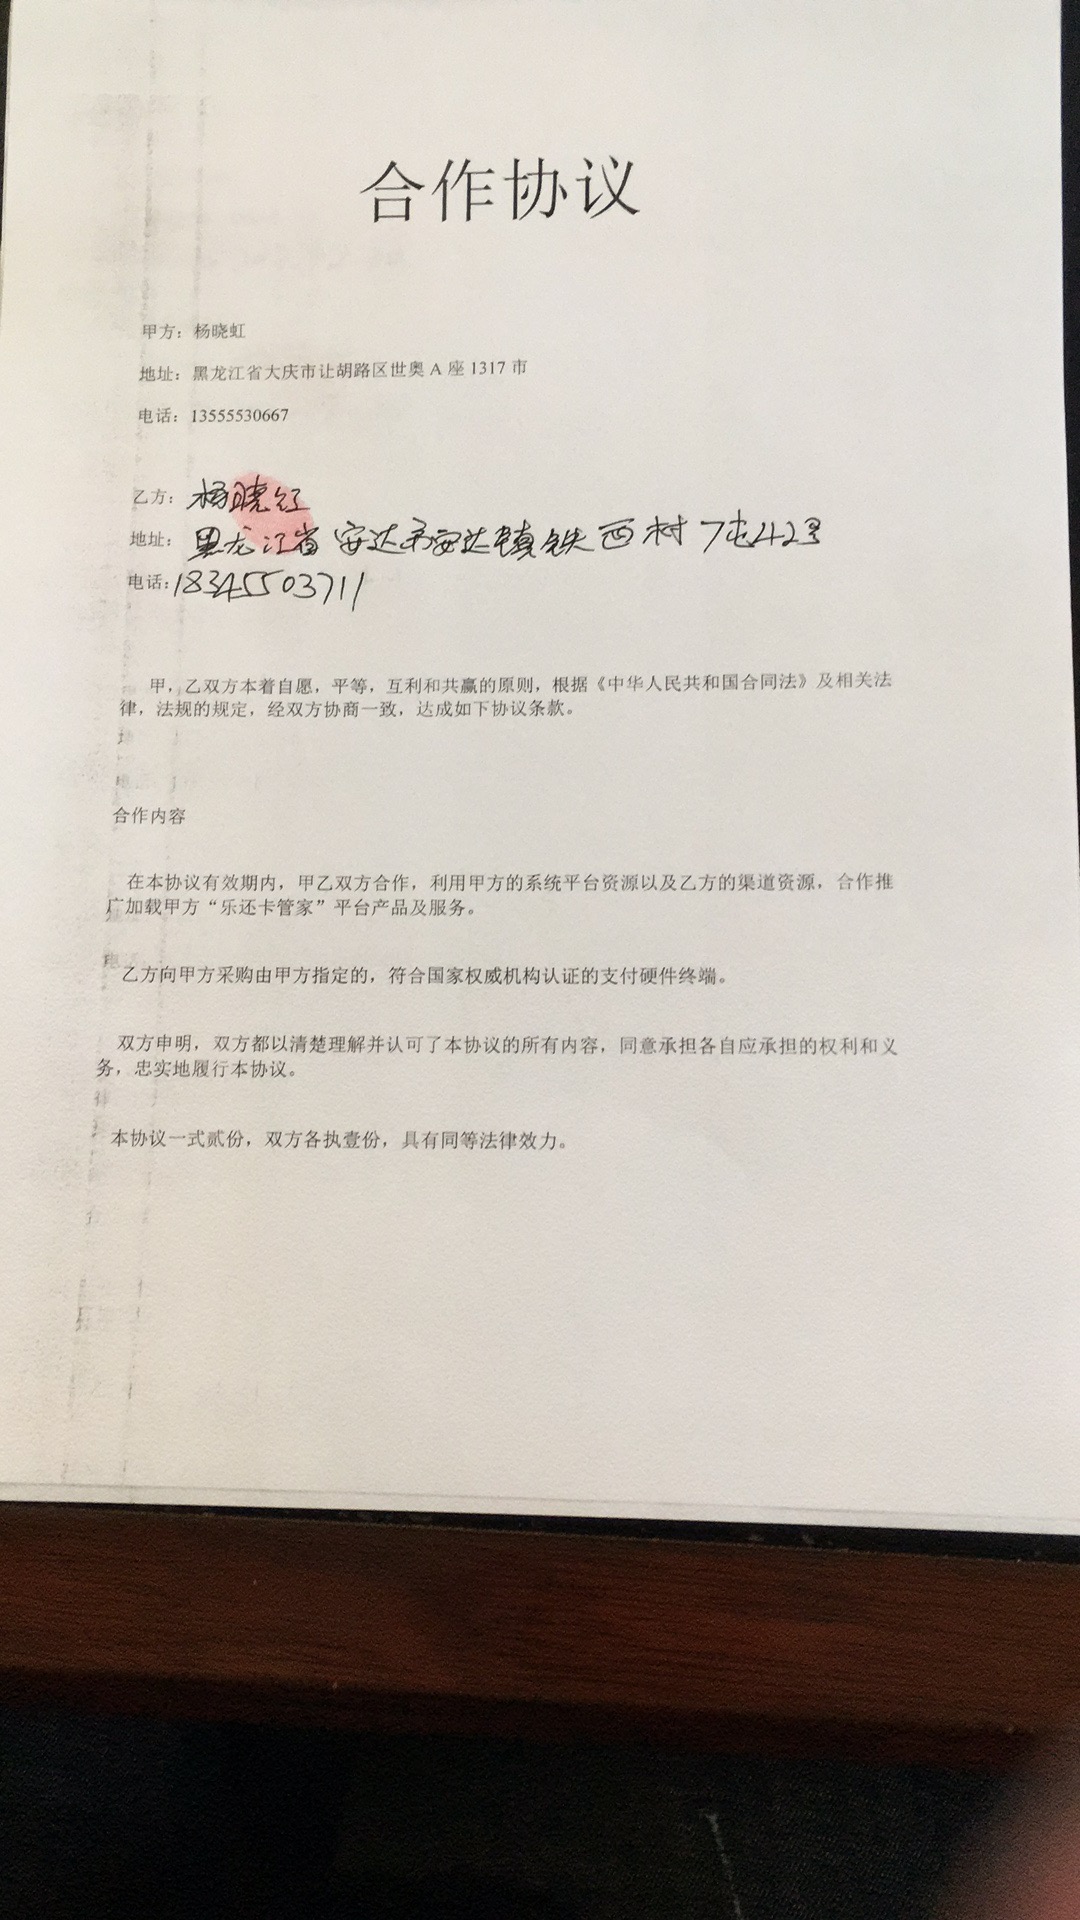 合作协议
甲方：杨晓虹
地址：黑龙江省大庆市让胡路区世奥 A 座 1317 市
电话：13555530667
乙方：杨晓红
地址：黑龙江省安达市安达镇铁西村7屯42号
电话：18345503711
甲，乙双方本着自愿，平等，互利和共赢的原则，根据《中华人民共和国合同法》及相关法
律，法规的规定，经双方协商一致，达成如下协议条款。
合作内容
在本协议有效期内，甲乙双方合作，利用甲方的系统平台资源以及乙方的渠道资源，合作推
广加载甲方“乐还卡管家”平台产品及服务。
乙方向甲方采购由甲方指定的，符合国家权威机构认证的支付硬件终端。
双方申明，双方都以清楚理解并认可了本协议的所有内容，同意承担各自应承担的权利和义
务，忠实地履行本协议。
本协议一式贰份，双方各执壹份，具有同等法律效力。